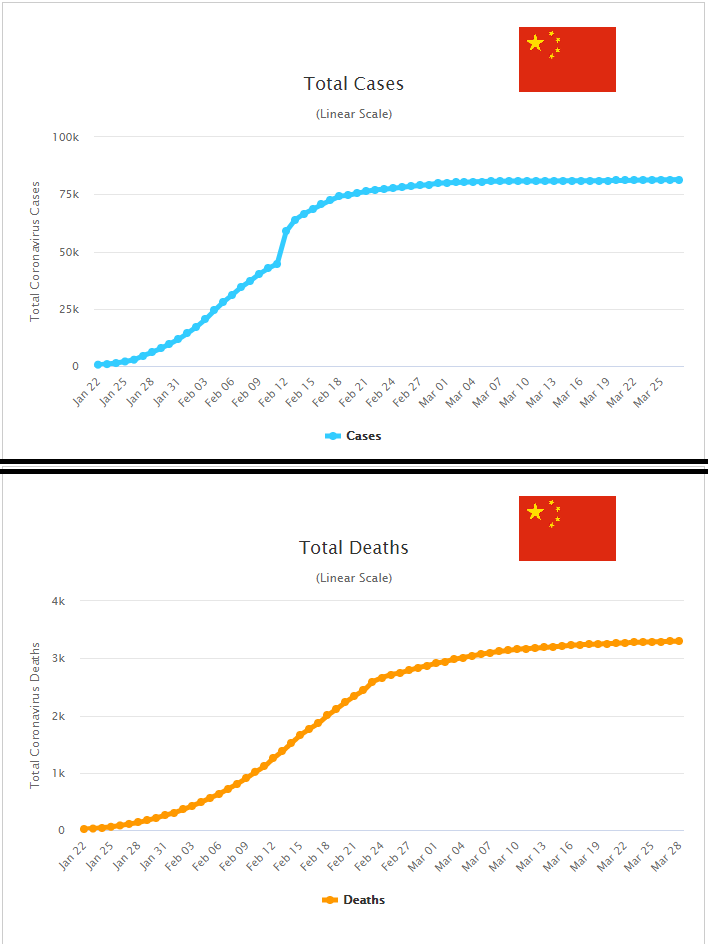 Total Cases
(Linear Scale)
Total Coronavirus Cases
100k
75k
50k
25k
0
Jan 22
Jan 25
Jan 28
Jan 31
Feb 03
Feb 06
Feb 09
Feb 12
Feb 15
Feb 18
Feb 21
Feb 24
Feb 27
Mar 01
Mar 04
Mar 07
Mar 10
Mar 13
Mar 16
Mar 19
Mar 22
Mar 25
Cases
Total Deaths
(Linear Scale)
Total Coronavirus Deaths
4k
3k
2k
1k
0
Jan 22
Jan 25
Jan 28
Jan 31
Feb 03
Feb 06
Feb 09
Feb 12
Feb 15
Feb 18
Feb 21
Feb 24
Feb 27
Mar 01
Mar 04
Mar 07
Mar 10
Mar 13
Mar 16
Mar 19
Mar 22
Mar 25
Mar 28
Deaths